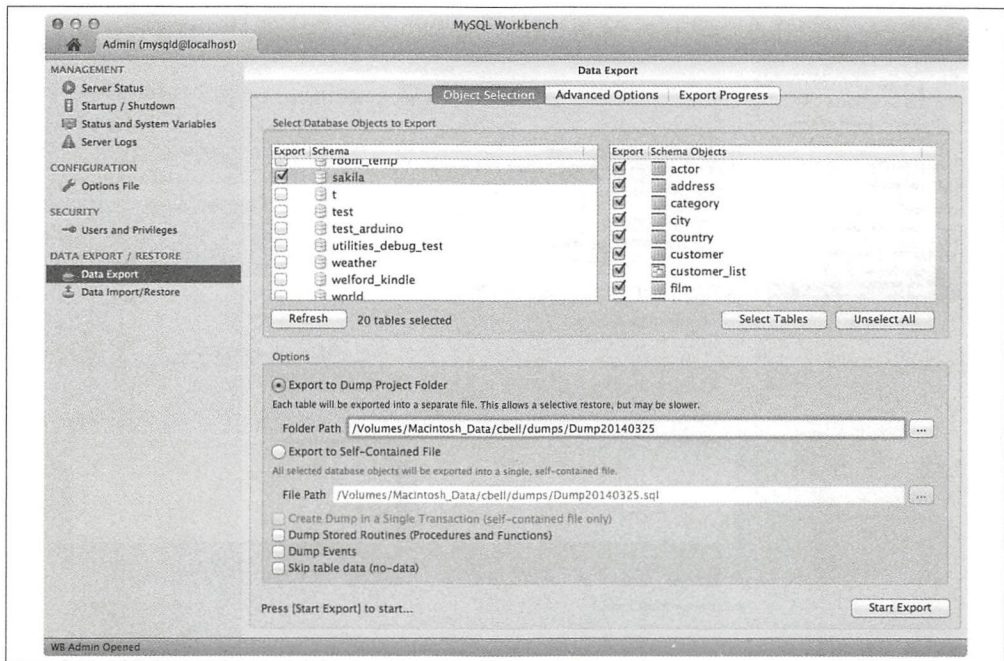 MySQL Workbench
Admin (mysqld@localhost)
MANAGEMENT
Server Status
Startup / Shutdown
Status and System Variables
Server Logs
CONFIGURATION
Options File
SECURITY
Users and Privileges
DATA EXPORT / RESTORE
Data Export
Data Import/Restore
Data Export
Object Selection
Advanced Options
Export Progress
Select Database Objects to Export
Export Schema
room_temp
sakila
t
test
test_arduino
utilities_debug_test
weather
welford_kindle
world
Export Schema Objects
actor
address
category
city
country
customer
customer_list
film
Refresh
20 tables selected
Select Tables
Unselect All
Options
Export to Dump Project Folder
Each table will be exported into a separate file. This allows a selective restore, but may be slower.
Folder Path /Volumes/Macintosh_Data/cbell/dumps/Dump20140325
...
Export to Self-Contained File
All selected database objects will be exported into a single, self-contained file.
File Path /Volumes/Macintosh_Data/cbell/dumps/Dump20140325.sql
...
Create Dump in a Single Transaction (self-contained file only)
Dump Stored Routines (Procedures and Functions)
Dump Events
Skip table data (no-data)
Press [Start Export] to start...
Start Export
WB Admin Opened